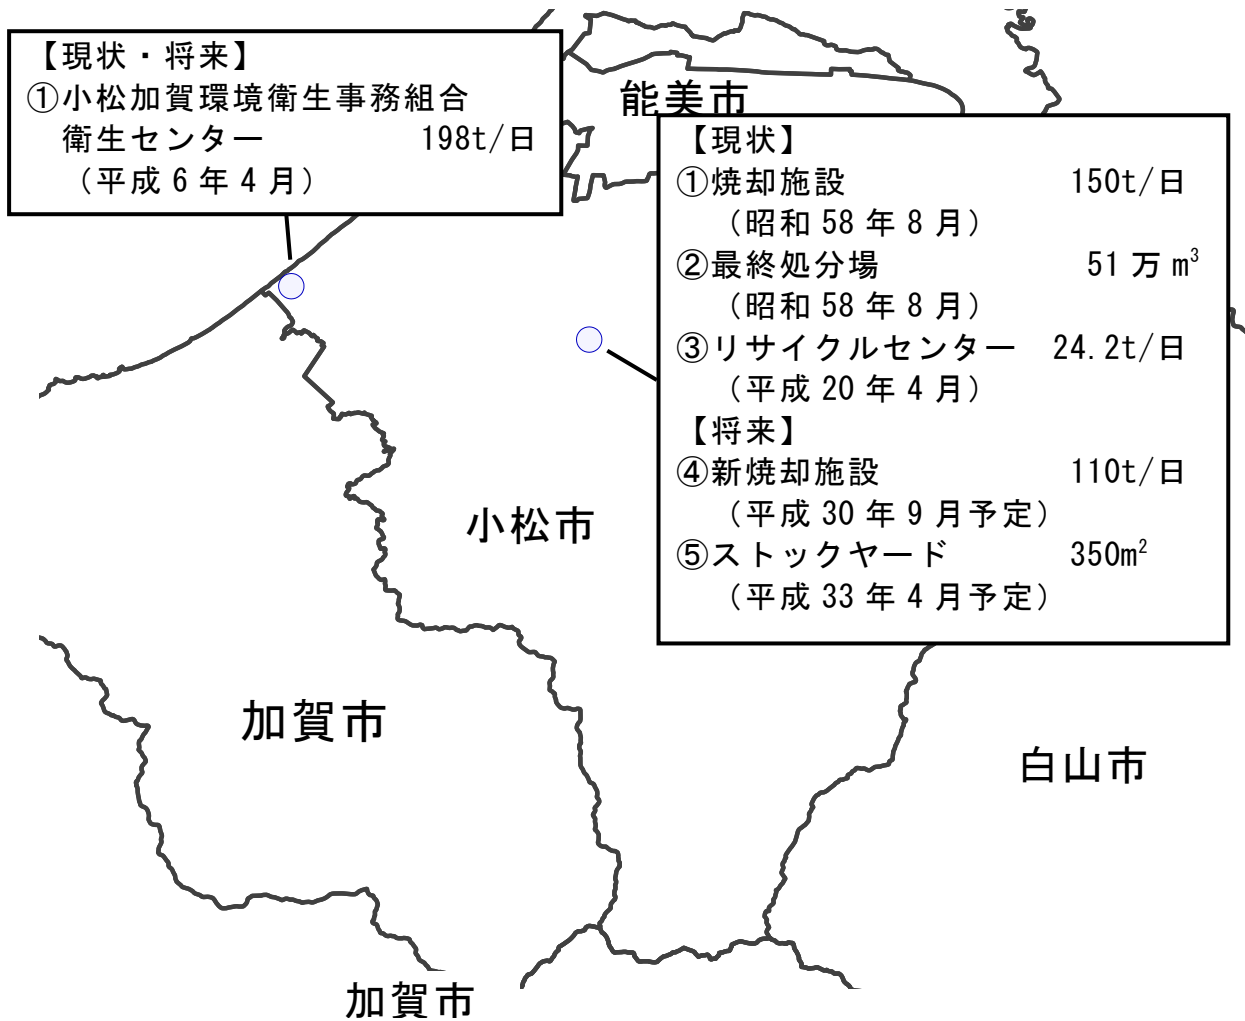 【現状・将来】
①小松加賀環境衛生事務組合
衛生センター 198t/日
（平成6年4月）
能美市
【現状】
①焼却施設 150t/日
（昭和58年8月）
②最終処分場 51万m³
（昭和58年8月）
③リサイクルセンター 24.2t/日
（平成20年4月）
【将来】
④新焼却施設 110t/日
（平成30年9月予定）
⑤ストックヤード 350m²
（平成33年4月予定）
小松市
加賀市
白山市
加賀市